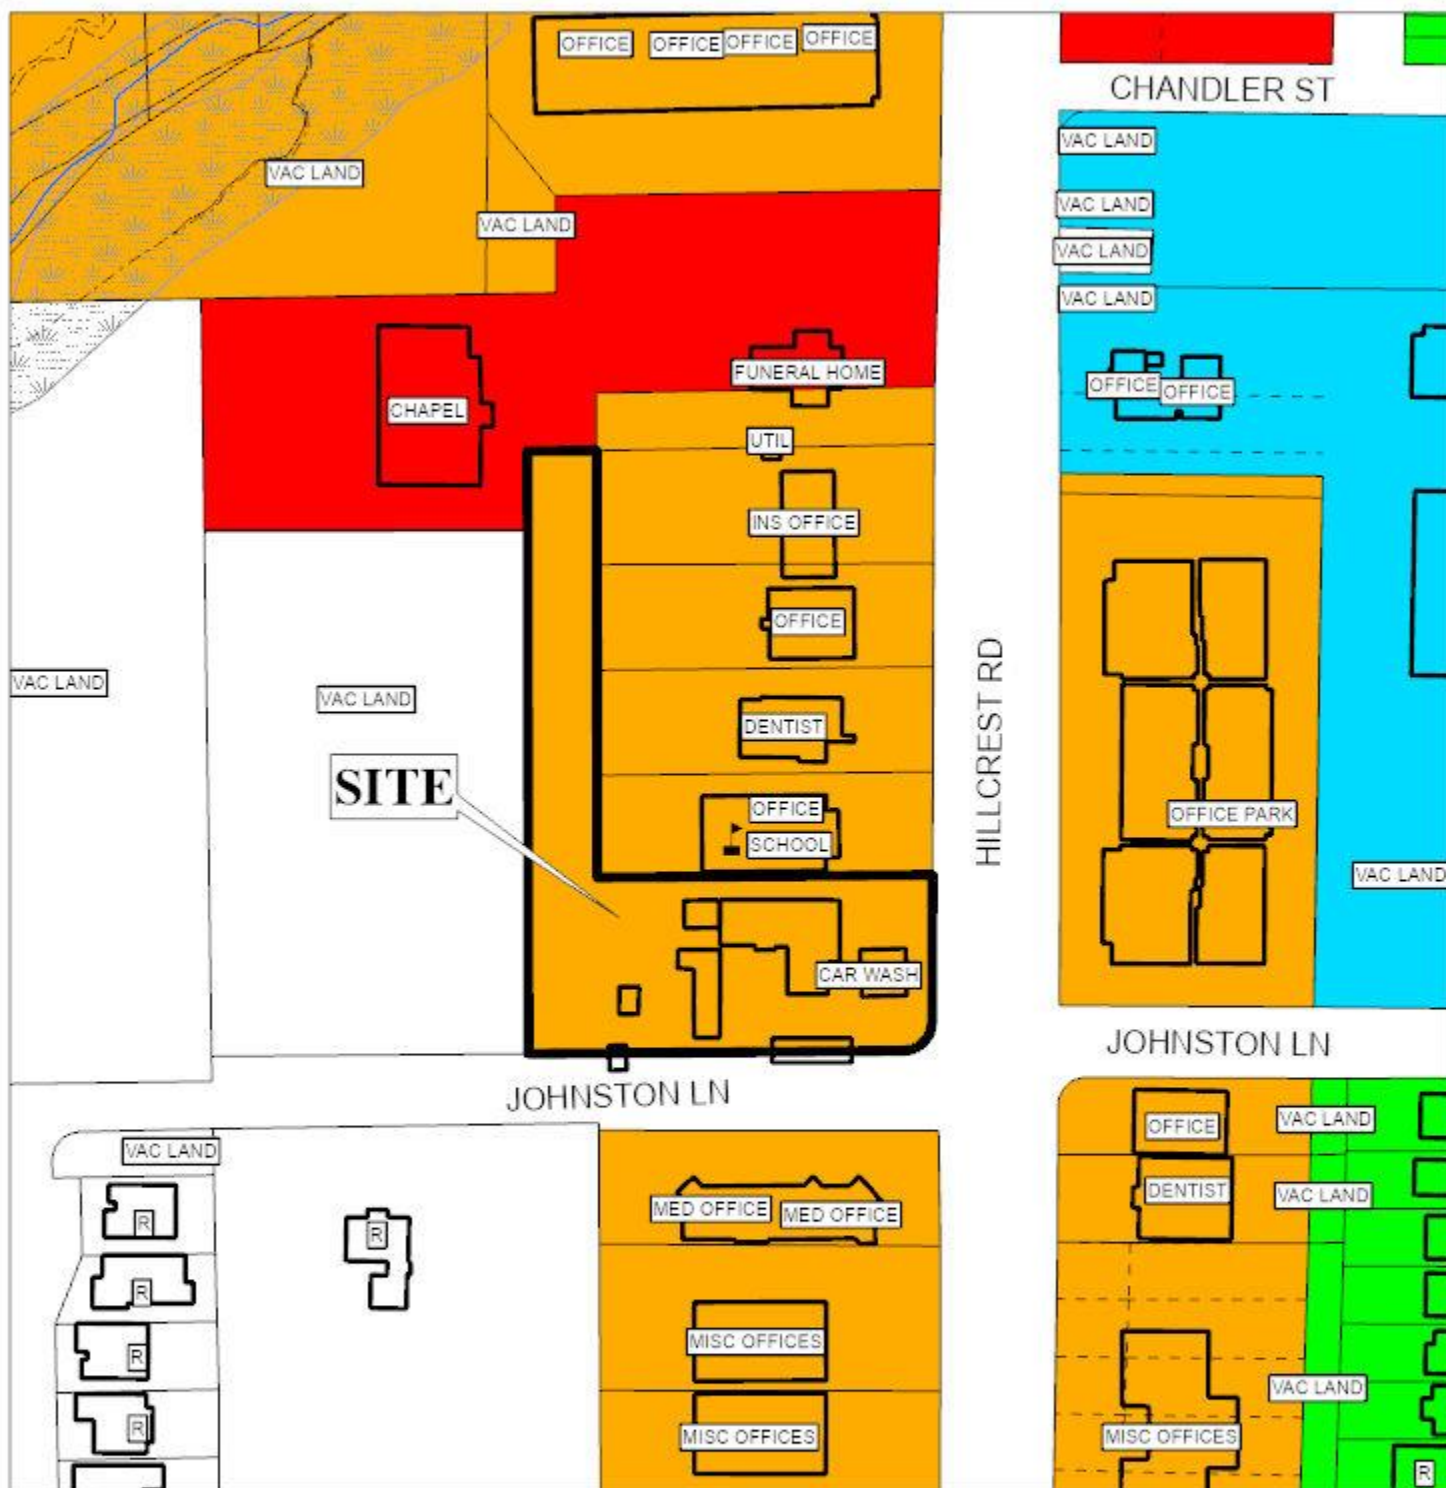 OFFICE
OFFICE
OFFICE
OFFICE
CHANDLER ST
VAC LAND
VAC LAND
VAC LAND
VAC LAND
VAC LAND
VAC LAND
FUNERAL HOME
CHAPEL
OFFICE
OFFICE
UTIL
INS OFFICE
OFFICE
VAC LAND
VAC LAND
DENTIST
SITE
HILLCREST RD
OFFICE
SCHOOL
OFFICE PARK
VAC LAND
CAR WASH
JOHNSTON LN
JOHNSTON LN
VAC LAND
OFFICE
VAC LAND
DENTIST
VAC LAND
MED OFFICE
MED OFFICE
R
R
R
MISC OFFICES
R
VAC LAND
R
MISC OFFICES
MISC OFFICES
R